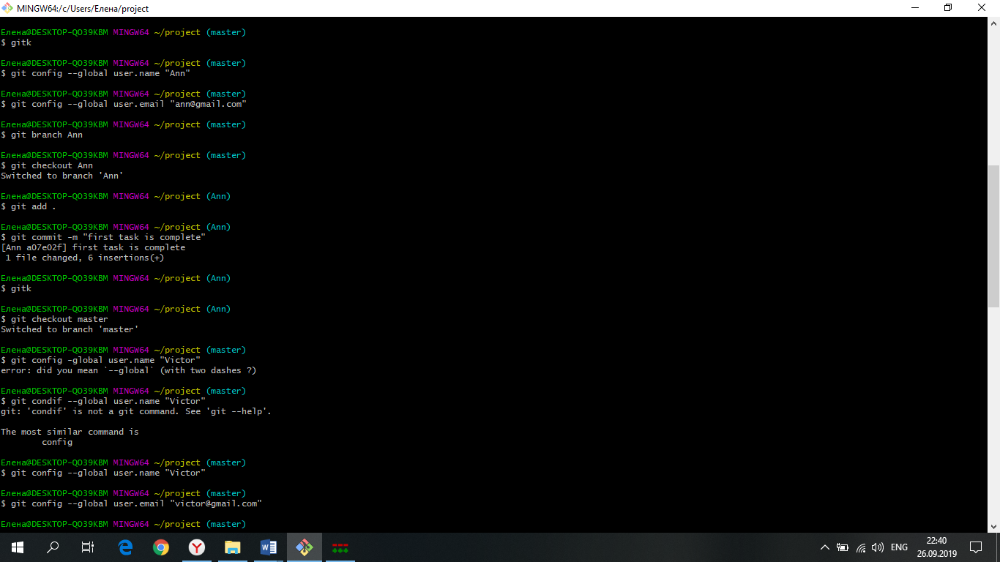 MINGW64:/c/Users/Елена/project
Елена@DESKTOP-QO39KBM MINGW64 ~/project (master)
$ gitk
Елена@DESKTOP-QO39KBM MINGW64 ~/project (master)
$ git config --global user.name "Ann"
Елена@DESKTOP-QO39KBM MINGW64 ~/project (master)
$ git config --global user.email "ann@gmail.com"
Елена@DESKTOP-QO39KBM MINGW64 ~/project (master)
$ git branch Ann
Елена@DESKTOP-QO39KBM MINGW64 ~/project (master)
$ git checkout Ann
Switched to branch 'Ann'
Елена@DESKTOP-QO39KBM MINGW64 ~/project (Ann)
$ git add .
Елена@DESKTOP-QO39KBM MINGW64 ~/project (Ann)
$ git commit -m "first task is complete"
[Ann a07e02f] first task is complete
 1 file changed, 6 insertions(+)
Елена@DESKTOP-QO39KBM MINGW64 ~/project (Ann)
$ gitk
Елена@DESKTOP-QO39KBM MINGW64 ~/project (Ann)
$ git checkout master
Switched to branch 'master'
Елена@DESKTOP-QO39KBM MINGW64 ~/project (master)
$ git config -global user.name "Victor"
error: did you mean `--global` (with two dashes ?)
Елена@DESKTOP-QO39KBM MINGW64 ~/project (master)
$ git condif --global user.name "Victor"
git: 'condif' is not a git command. See 'git --help'.
The most similar command is
config
Елена@DESKTOP-QO39KBM MINGW64 ~/project (master)
$ git config --global user.name "Victor"
Елена@DESKTOP-QO39KBM MINGW64 ~/project (master)
$ git config --global user.email "victor@gmail.com"
Елена@DESKTOP-QO39KBM MINGW64 ~/project (master)
ENG
22:40
26.09.2019